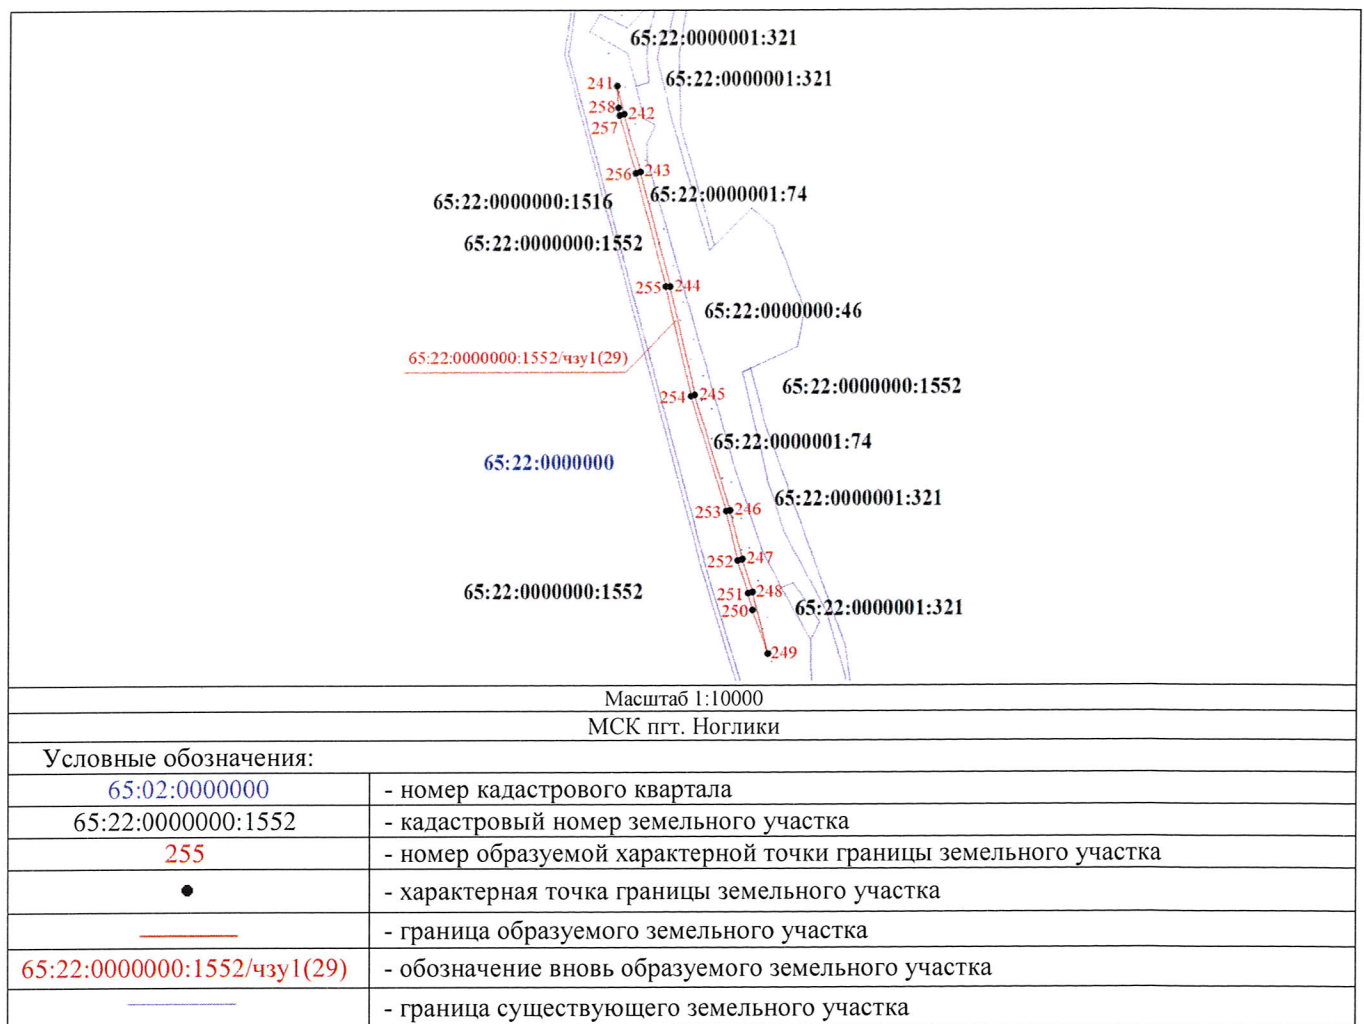 65:22:0000001:321
241
65:22:0000001:321
258
242
257
256
243
65:22:0000000:1516
65:22:0000001:74
65:22:0000000:1552
255
244
65:22:0000000:46
65:22:0000000:1552/чзу1(29)
65:22:0000000:1552
254
245
65:22:0000001:74
65:22:0000000
65:22:0000001:321
253
246
252
247
65:22:0000000:1552
251
248
250
65:22:0000001:321
249
Масштаб 1:10000
МСК пгт. Ноглики
Условные обозначения:
65:02:0000000 - номер кадастрового квартала
65:22:0000000:1552 - кадастровый номер земельного участка
255 - номер образуемой характерной точки границы земельного участка
- характерная точка границы земельного участка
- граница образуемого земельного участка
65:22:0000000:1552/чзу1(29) - обозначение вновь образуемого земельного участка
- граница существующего земельного участка